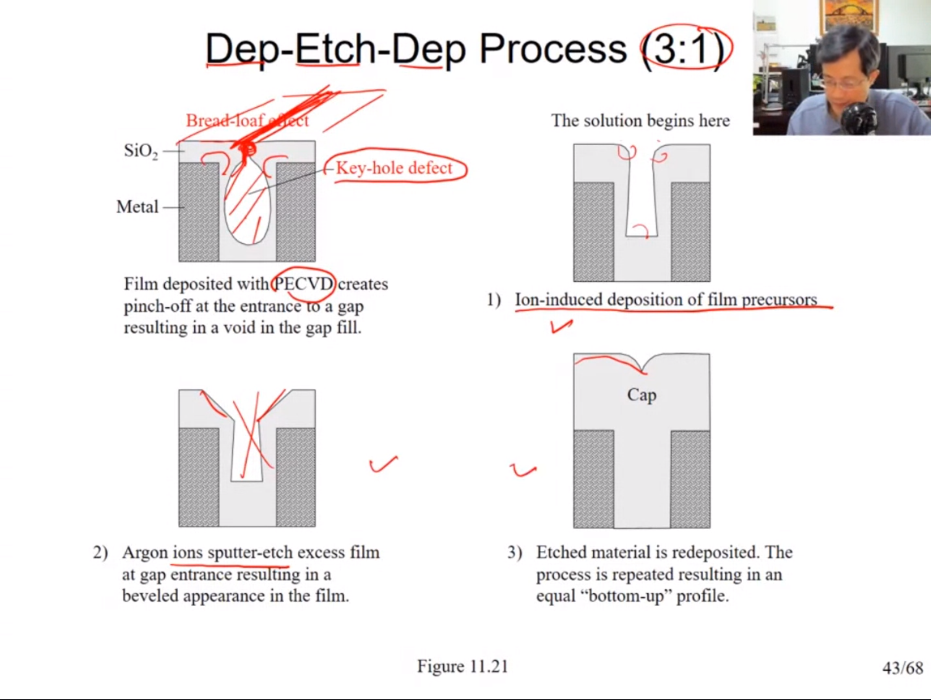 Dep-Etch-Dep Process (3:1)
Bread-loaf effect
The solution begins here
SiO₂
Key-hole defect
Metal
Film deposited with PECVD creates
pinch-off at the entrance to a gap
resulting in a void in the gap fill.
1) Ion-induced deposition of film precursors
Cap
2) Argon ions sputter-etch excess film
at gap entrance resulting in a
beveled appearance in the film.
3) Etched material is redeposited. The
process is repeated resulting in an
equal “bottom-up” profile.
Figure 11.21
43/68